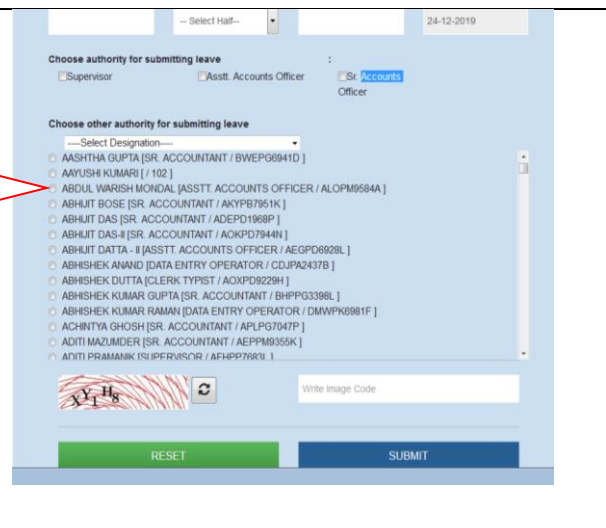 -- Select Half--
24-12-2019
Choose authority for submitting leave :
Supervisor Asstt. Accounts Officer Sr. Accounts
Officer
Choose other authority for submitting leave
----Select Designation----
AASHTHA GUPTA [SR. ACCOUNTANT / BWEPG6941D ]
AAYUSHI KUMARI [ / 102 ]
ABDUL WARISH MONDAL [ASSTT. ACCOUNTS OFFICER / ALOPM9584A ]
ABHIJIT BOSE [SR. ACCOUNTANT / AKYPB7951K ]
ABHIJIT DAS [SR. ACCOUNTANT / ADEPD1968P ]
ABHIJIT DAS-II [SR. ACCOUNTANT / AOKPD7944N ]
ABHIJIT DATTA - II [ASSTT. ACCOUNTS OFFICER / AEGPD6928L ]
ABHISHEK ANAND [DATA ENTRY OPERATOR / CDJPA2437B ]
ABHISHEK DUTTA [CLERK TYPIST / AOXPD9229H ]
ABHISHEK KUMAR GUPTA [SR. ACCOUNTANT / BHPPG3398L ]
ABHISHEK KUMAR RAMAN [DATA ENTRY OPERATOR / DMWPK6981F ]
ACHINTYA GHOSH [SR. ACCOUNTANT / APLPG7047P ]
ADITI MAZUMDER [SR. ACCOUNTANT / AEPPM9355K ]
ADITI PRAMANIK [SUPERVISOR / AFHPP7683L ]
XY1H8
Write Image Code
RESET SUBMIT